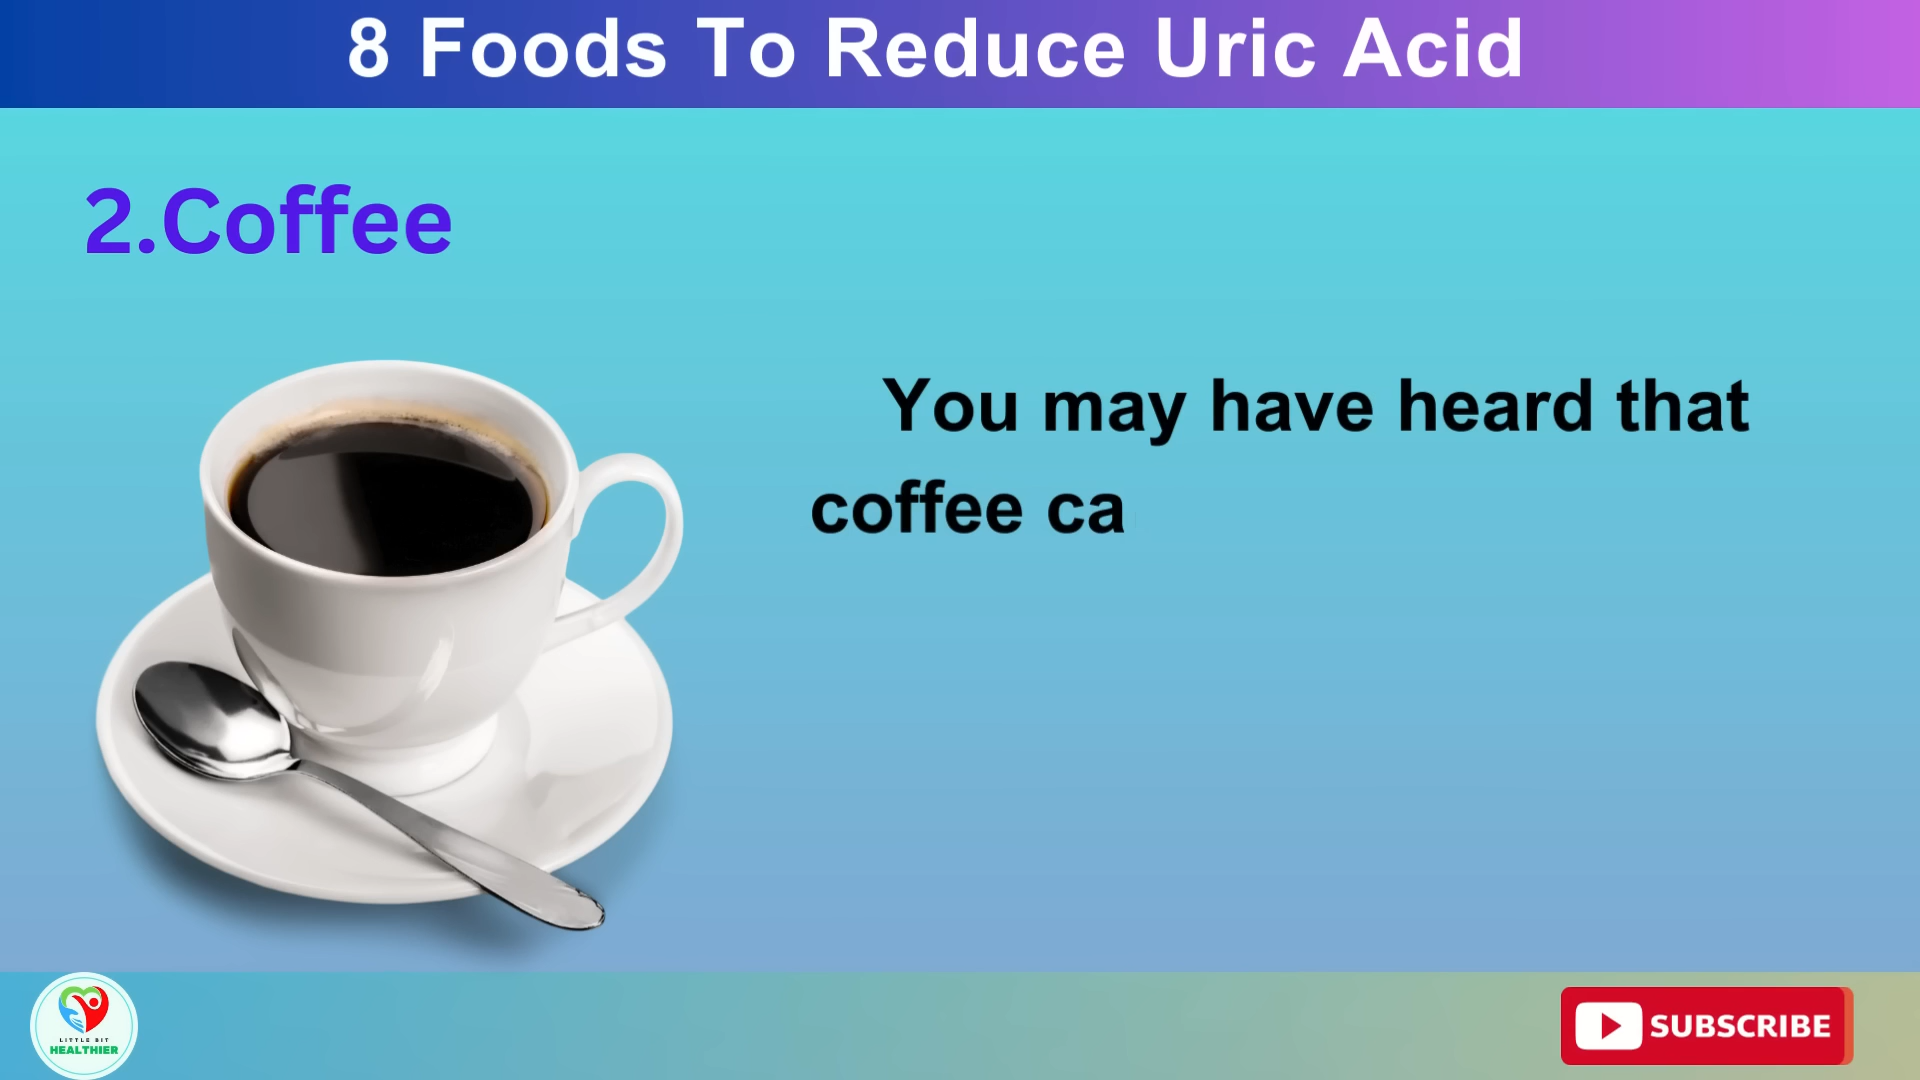 8 Foods To Reduce Uric Acid
2.Coffee
You may have heard that
coffee ca
LITTLE BIT
HEALTHIER
SUBSCRIBE